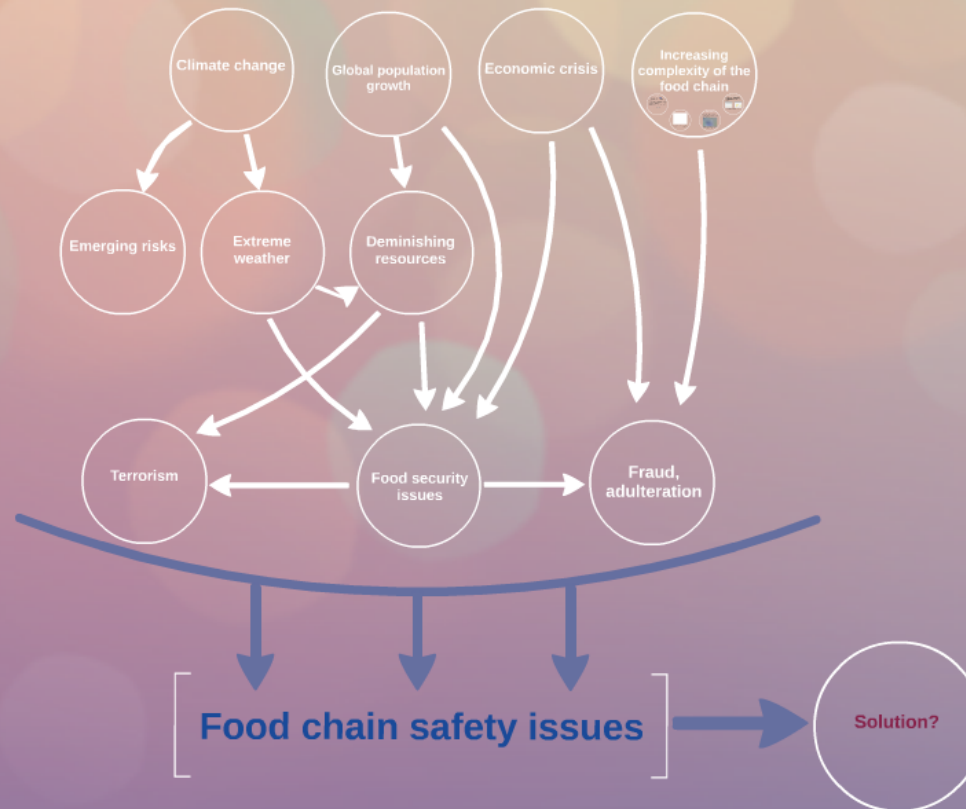 Climate change
Global population
growth
Economic crisis
Increasing
complexity of the
food chain
Emerging risks
Extreme
weather
Deminishing
resources
Terrorism
Food security
issues
Fraud,
adulteration
Food chain safety issues
Solution?